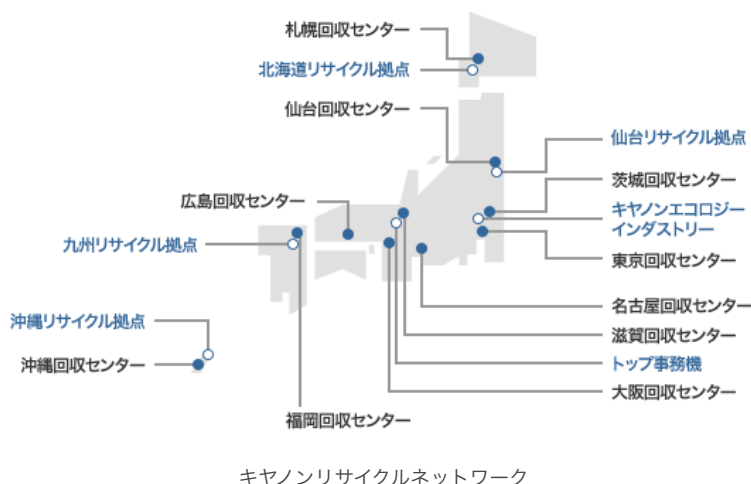 札幌回収センター
北海道リサイクル拠点
仙台回収センター
仙台リサイクル拠点
茨城回収センター
広島回収センター
キヤノンエコロジー
インダストリー
九州リサイクル拠点
東京回収センター
名古屋回収センター
沖縄リサイクル拠点
滋賀回収センター
沖縄回収センター
トップ事務機
大阪回収センター
福岡回収センター
キヤノンリサイクルネットワーク